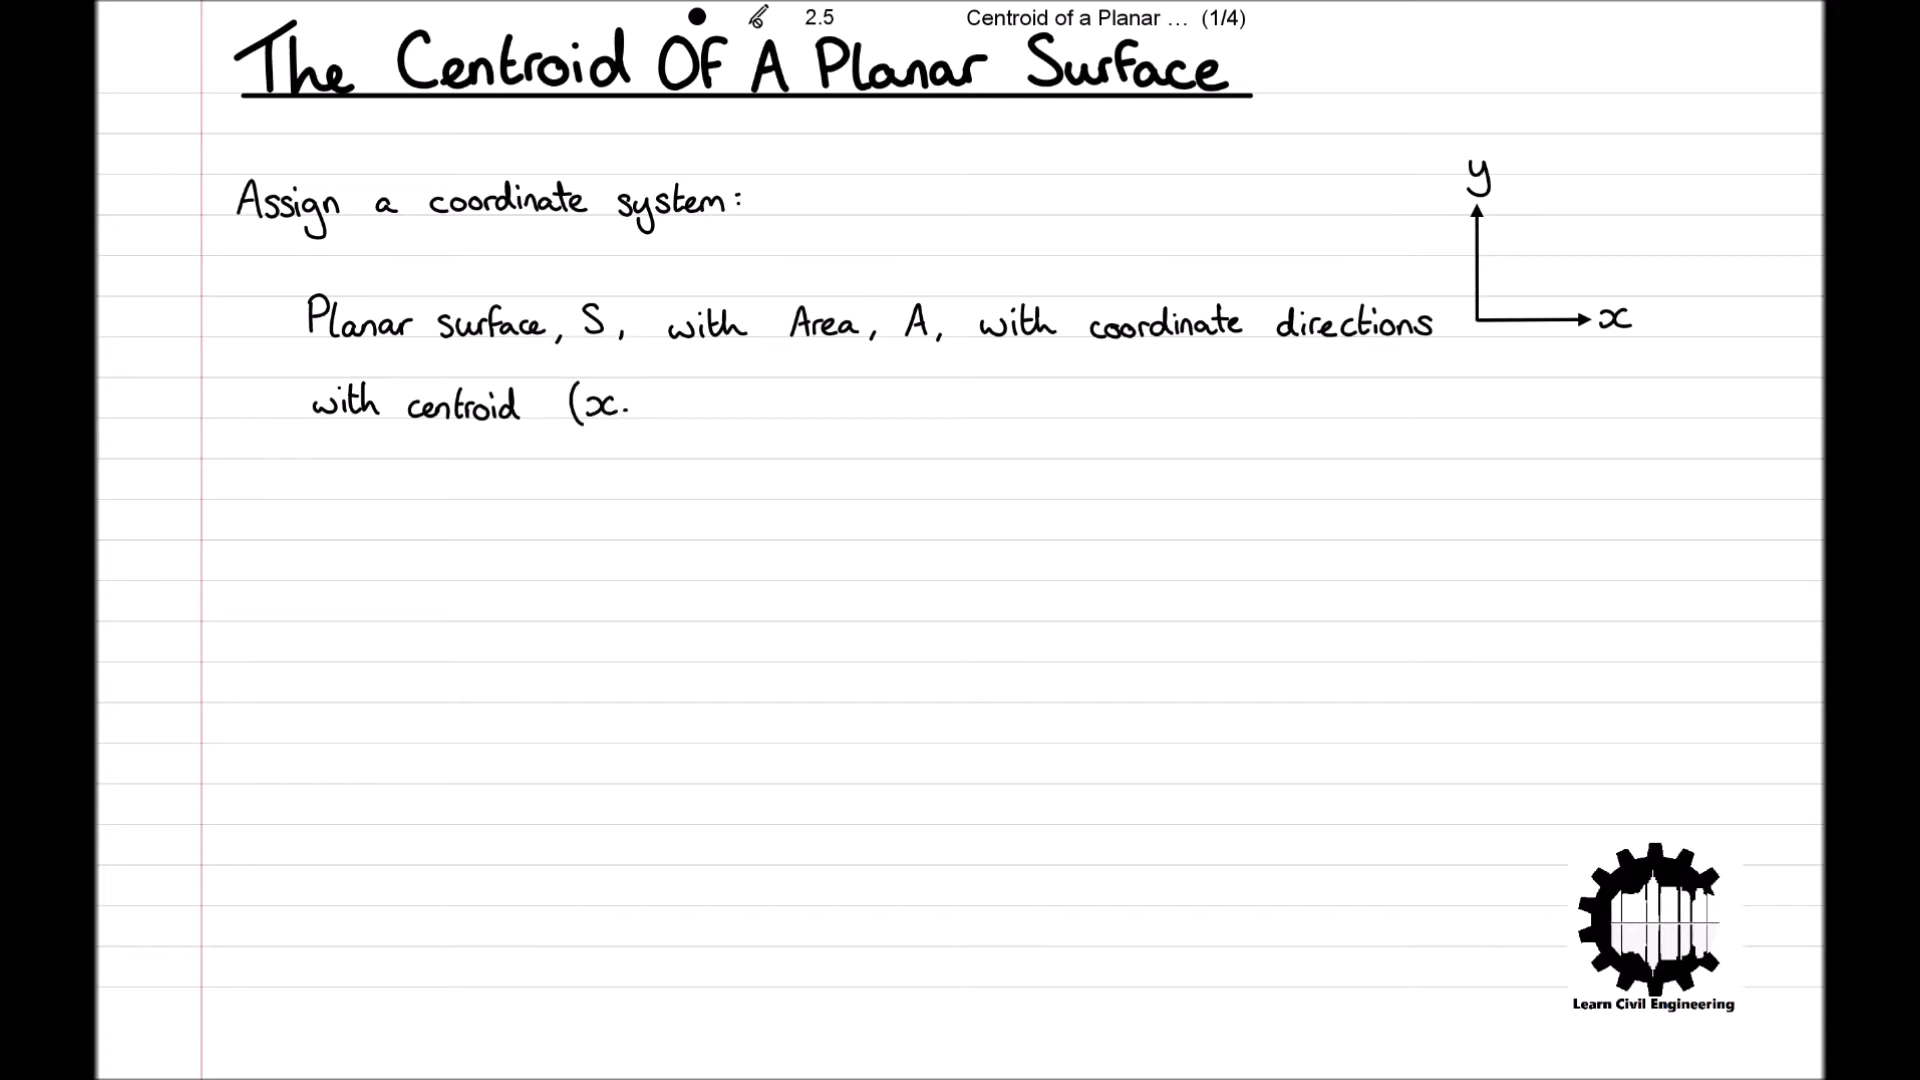 2.5 Centroid of a Planar … (1/4)
The Centroid Of A Planar Surface
y
Assign a coordinate system:
Planar surface, S, with Area, A, with coordinate directions x
with centroid (x.
Learn Civil Engineering